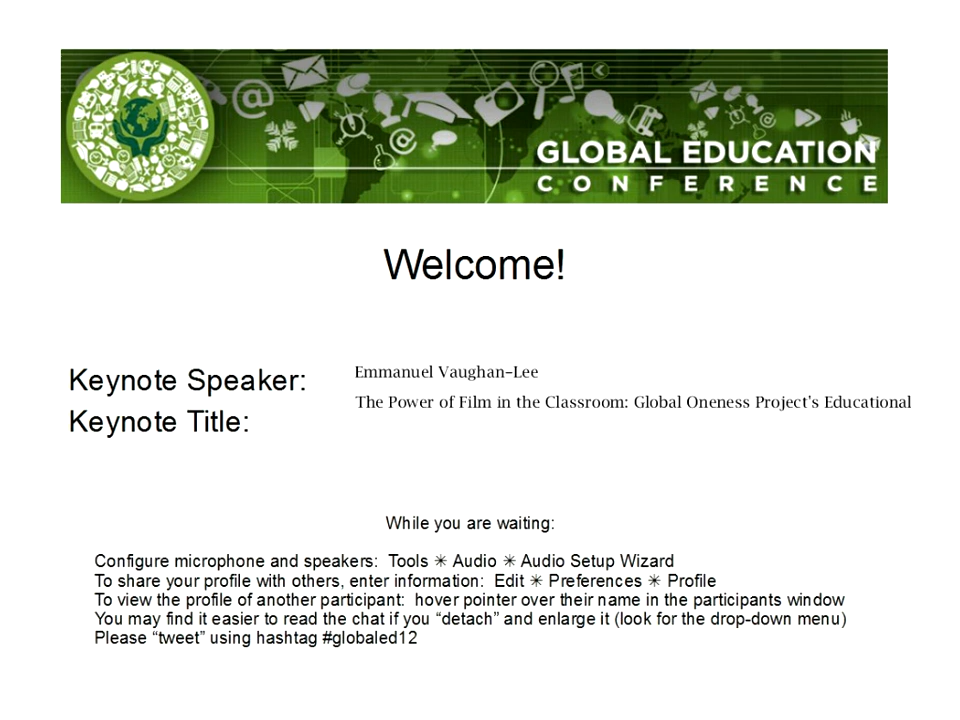 GLOBAL EDUCATION
CONFERENCE
Welcome!
Keynote Speaker: Emmanuel Vaughan-Lee
Keynote Title: The Power of Film in the Classroom: Global Oneness Project's Educational
While you are waiting:
Configure microphone and speakers: Tools ✴ Audio ✴ Audio Setup Wizard
To share your profile with others, enter information: Edit ✴ Preferences ✴ Profile
To view the profile of another participant: hover pointer over their name in the participants window
You may find it easier to read the chat if you “detach” and enlarge it (look for the drop-down menu)
Please “tweet” using hashtag #globaled12